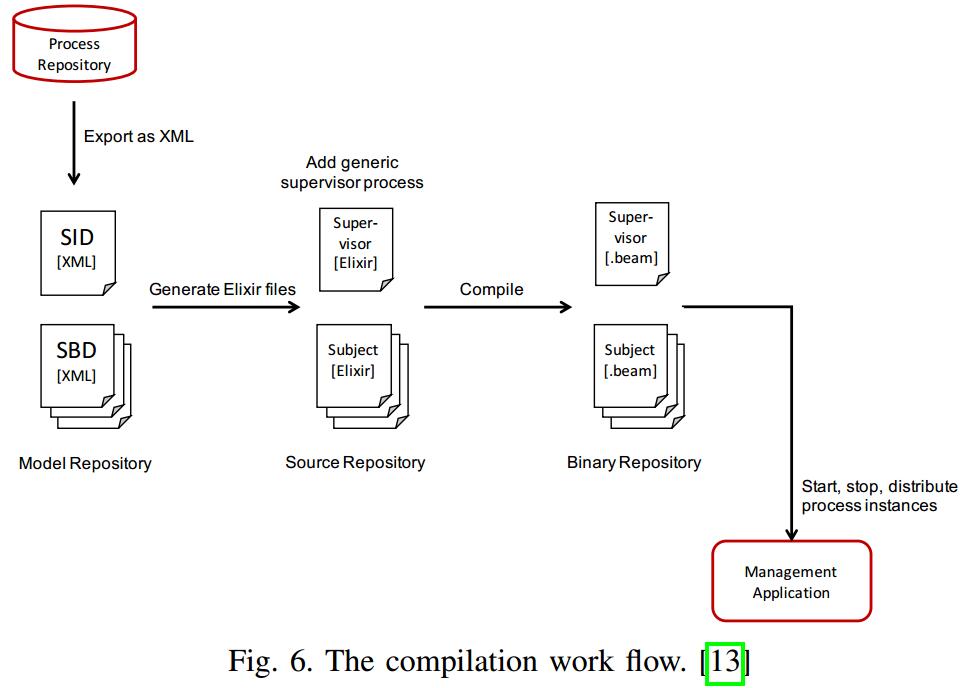 Process
Repository
Export as XML
Add generic
supervisor process
SID
[XML]
Super-
visor
[Elixir]
Super-
visor
[.beam]
Generate Elixir files
Compile
SBD
[XML]
Subject
[Elixir]
Subject
[.beam]
Model Repository
Source Repository
Binary Repository
Start, stop, distribute
process instances
Management
Application
Fig. 6. The compilation work flow. [13]